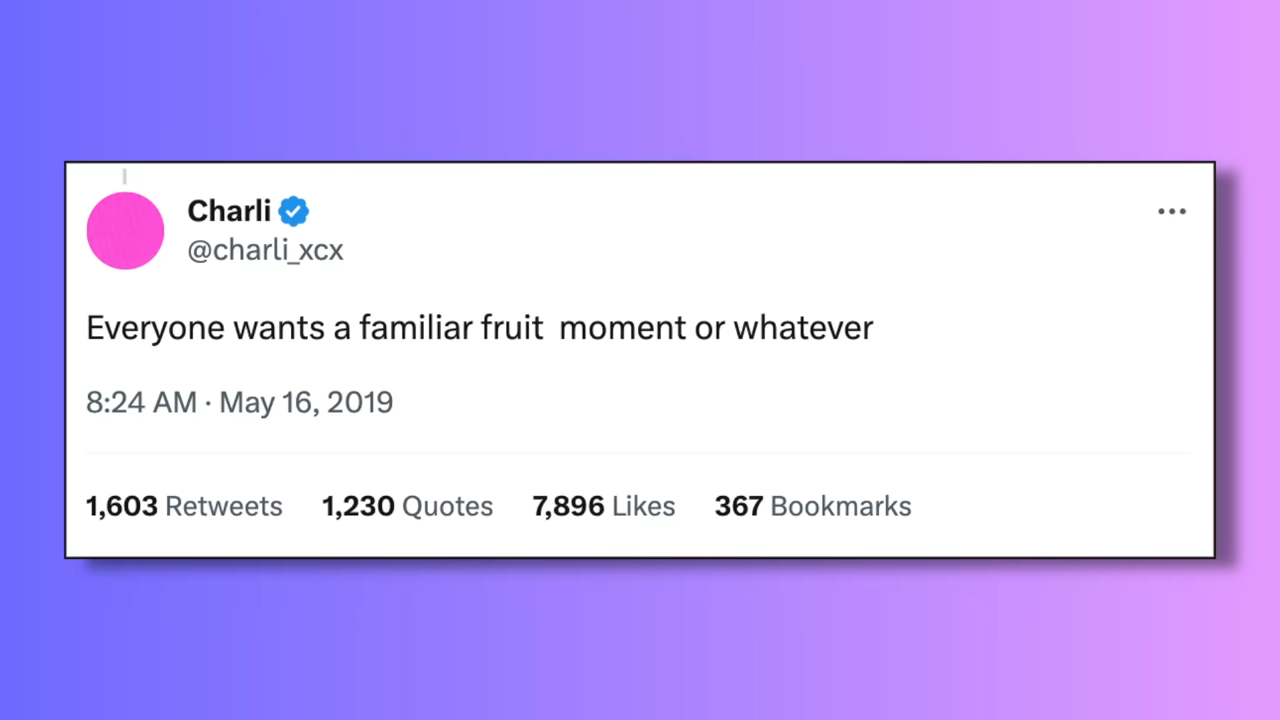 Charli
@charli_xcx
Everyone wants a familiar fruit  moment or whatever
8:24 AM · May 16, 2019
1,603 Retweets 1,230 Quotes 7,896 Likes 367 Bookmarks